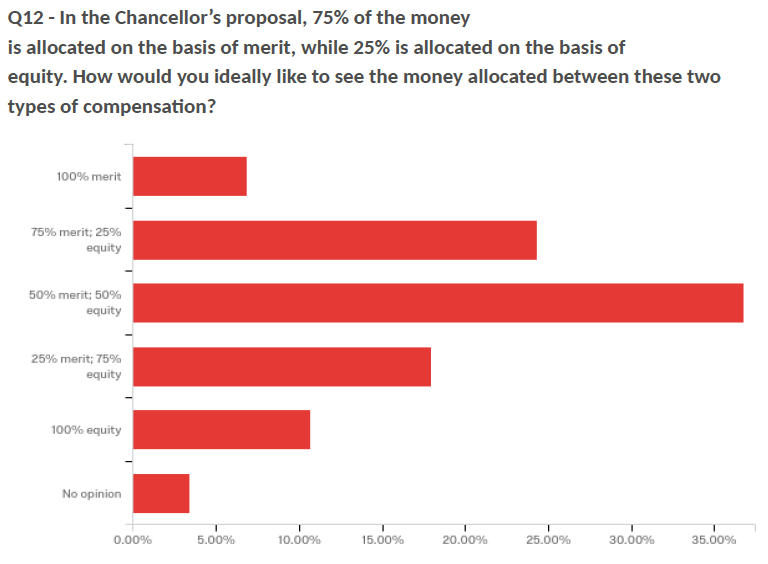 Q12 - In the Chancellor’s proposal, 75% of the money
is allocated on the basis of merit, while 25% is allocated on the basis of
equity. How would you ideally like to see the money allocated between these two
types of compensation?
100% merit
75% merit; 25%
equity
50% merit; 50%
equity
25% merit; 75%
equity
100% equity
No opinion
0.00% 5.00% 10.00% 15.00% 20.00% 25.00% 30.00% 35.00%